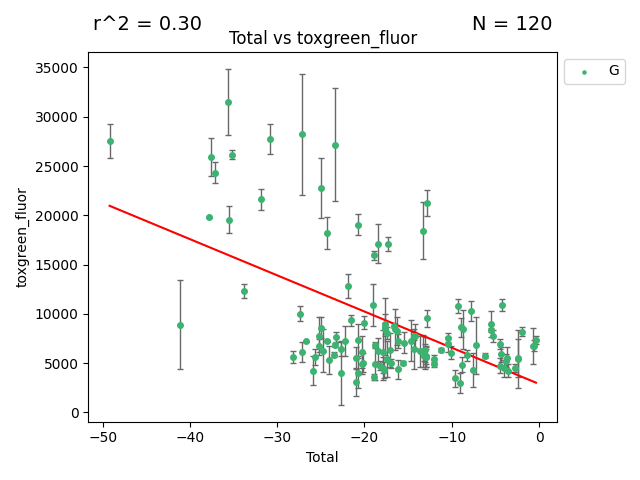 r^2 = 0.30
N = 120
Total vs toxgreen_fluor
G
35000
30000
25000
20000
15000
10000
5000
0
toxgreen_fluor
−50
−40
−30
−20
−10
0
Total